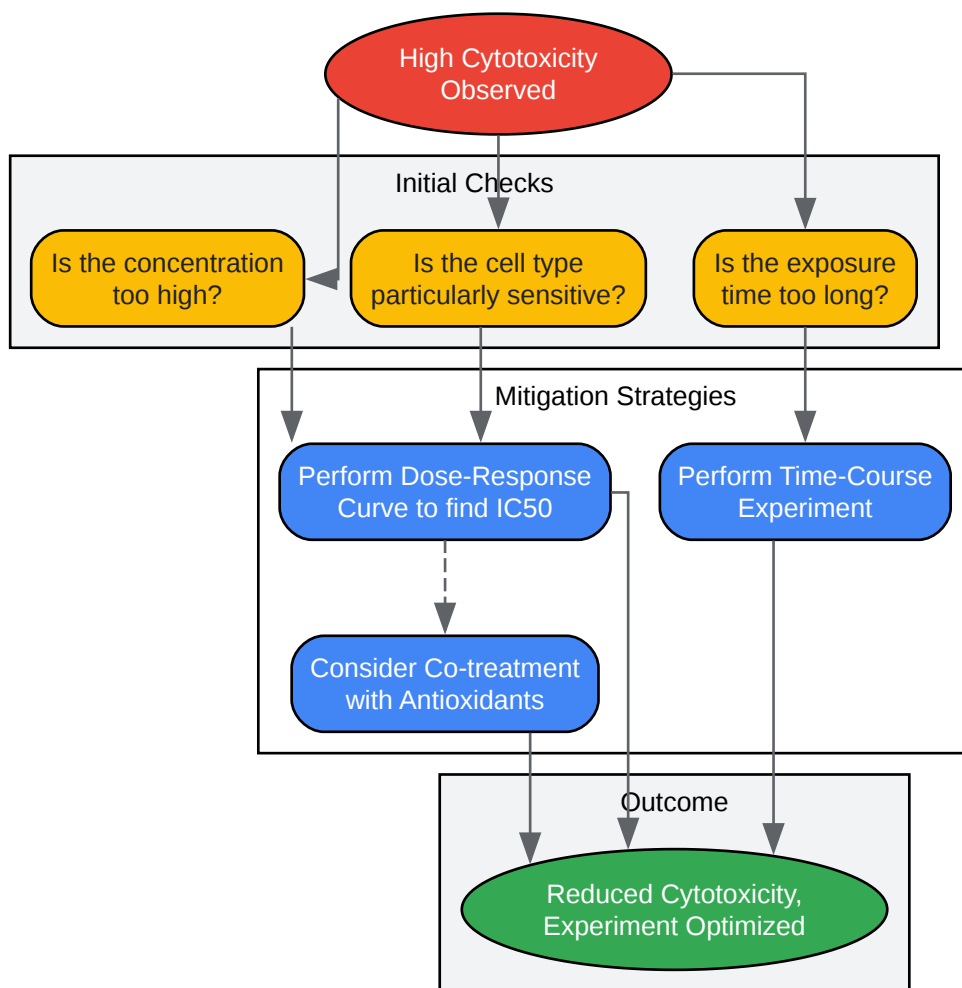 High Cytotoxicity
Observed
Initial Checks
Is the concentration
too high?
Is the cell type
particularly sensitive?
Is the exposure
time too long?
Mitigation Strategies
Perform Dose-Response
Curve to find IC50
Perform Time-Course
Experiment
Consider Co-treatment
with Antioxidants
Outcome
Reduced Cytotoxicity,
Experiment Optimized